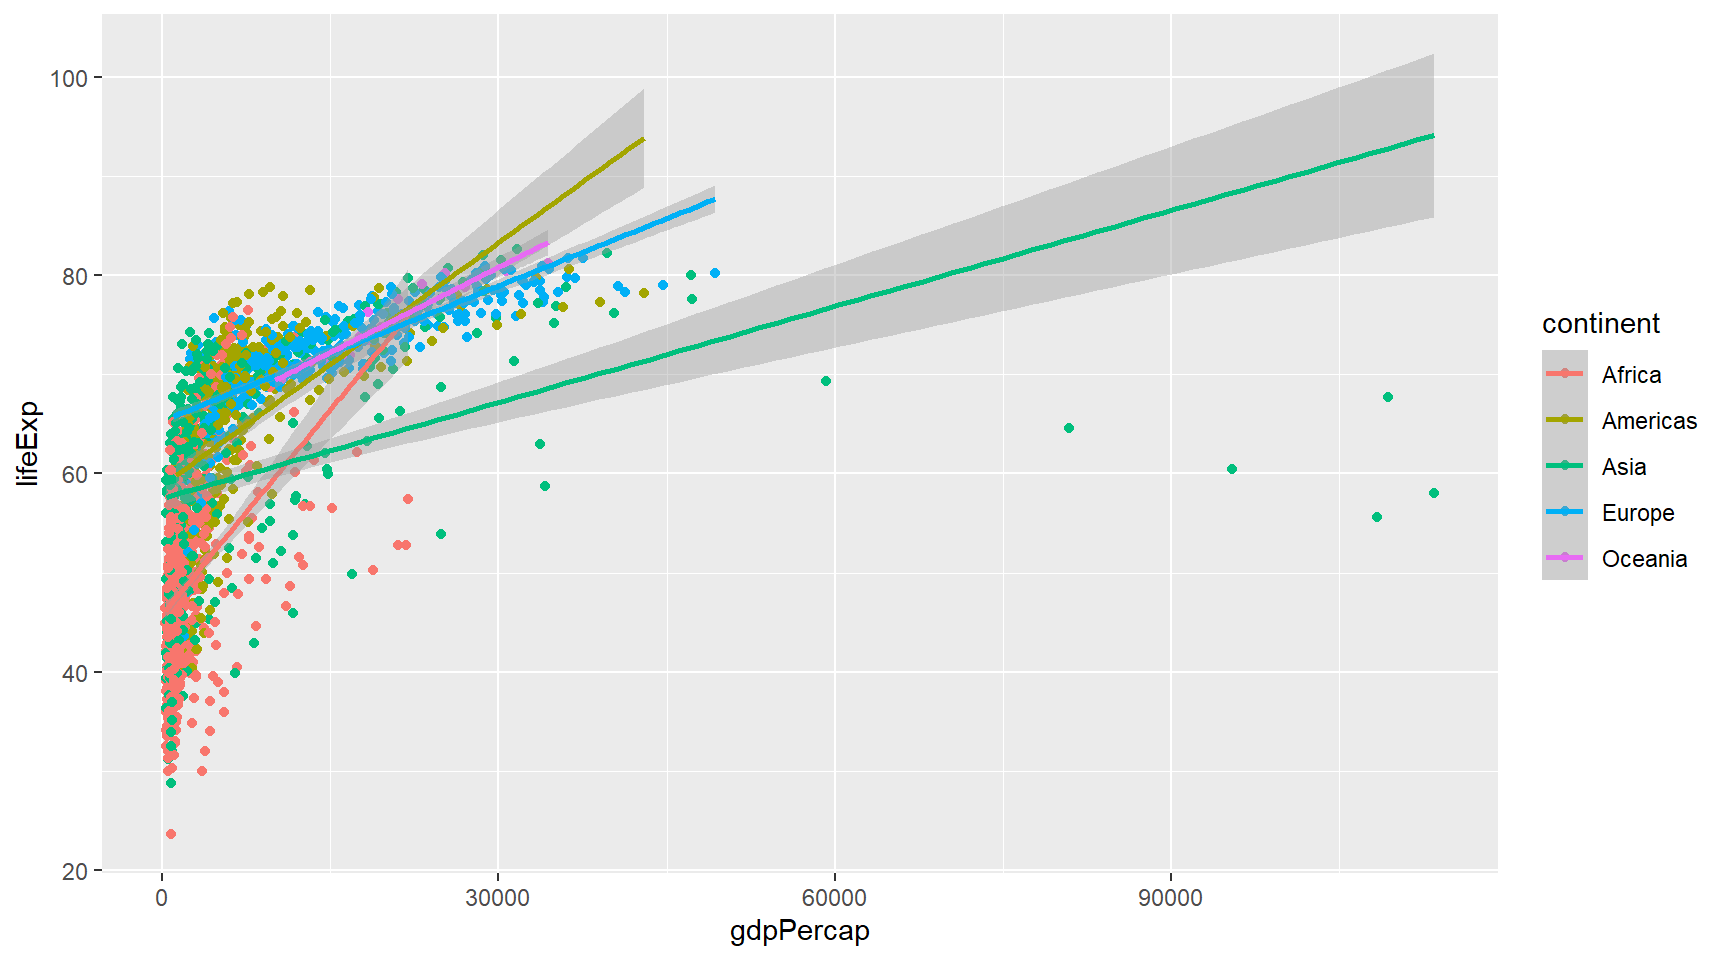 100
80
60
40
20
lifeExp
0
30000
60000
90000
gdpPercap
continent
Africa
Americas
Asia
Europe
Oceania